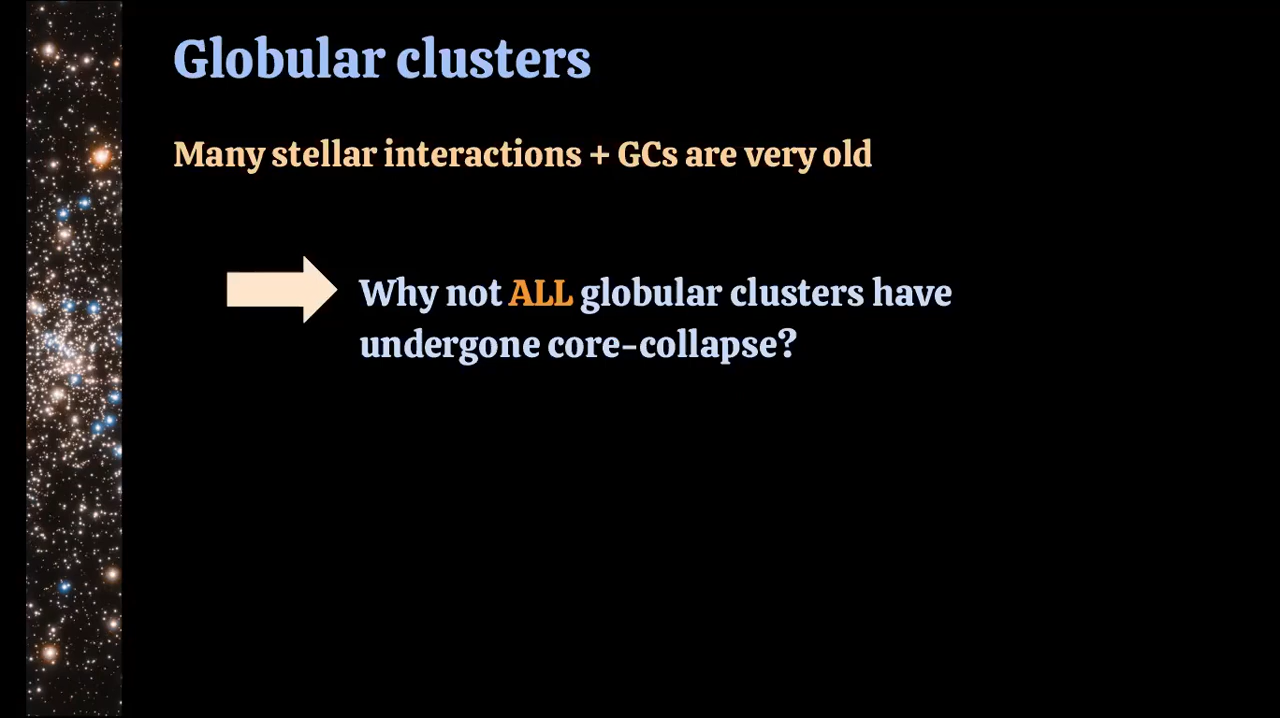 Globular clusters
Many stellar interactions + GCs are very old
Why not ALL globular clusters have
undergone core-collapse?